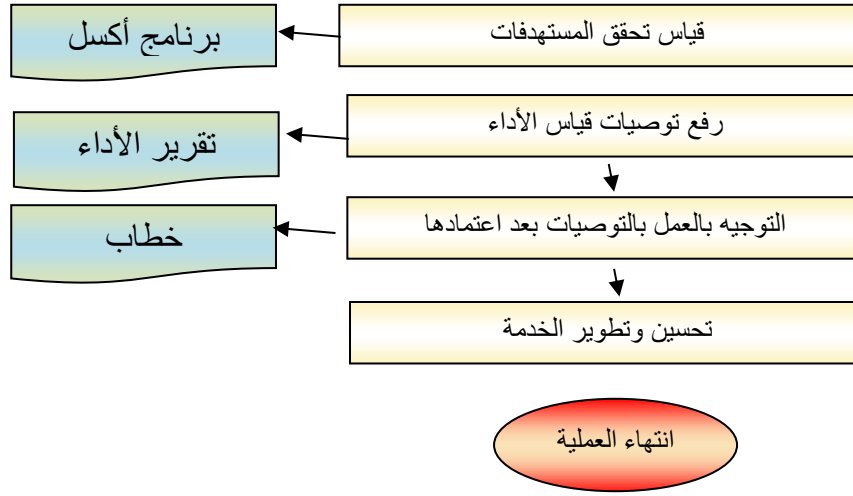 قياس تحقق المستهدفات
برنامج أكسل
رفع توصيات قياس الأداء
تقرير الأداء
التوجيه بالعمل بالتوصيات بعد اعتمادها
خطاب
تحسين وتطوير الخدمة
انتهاء العملية